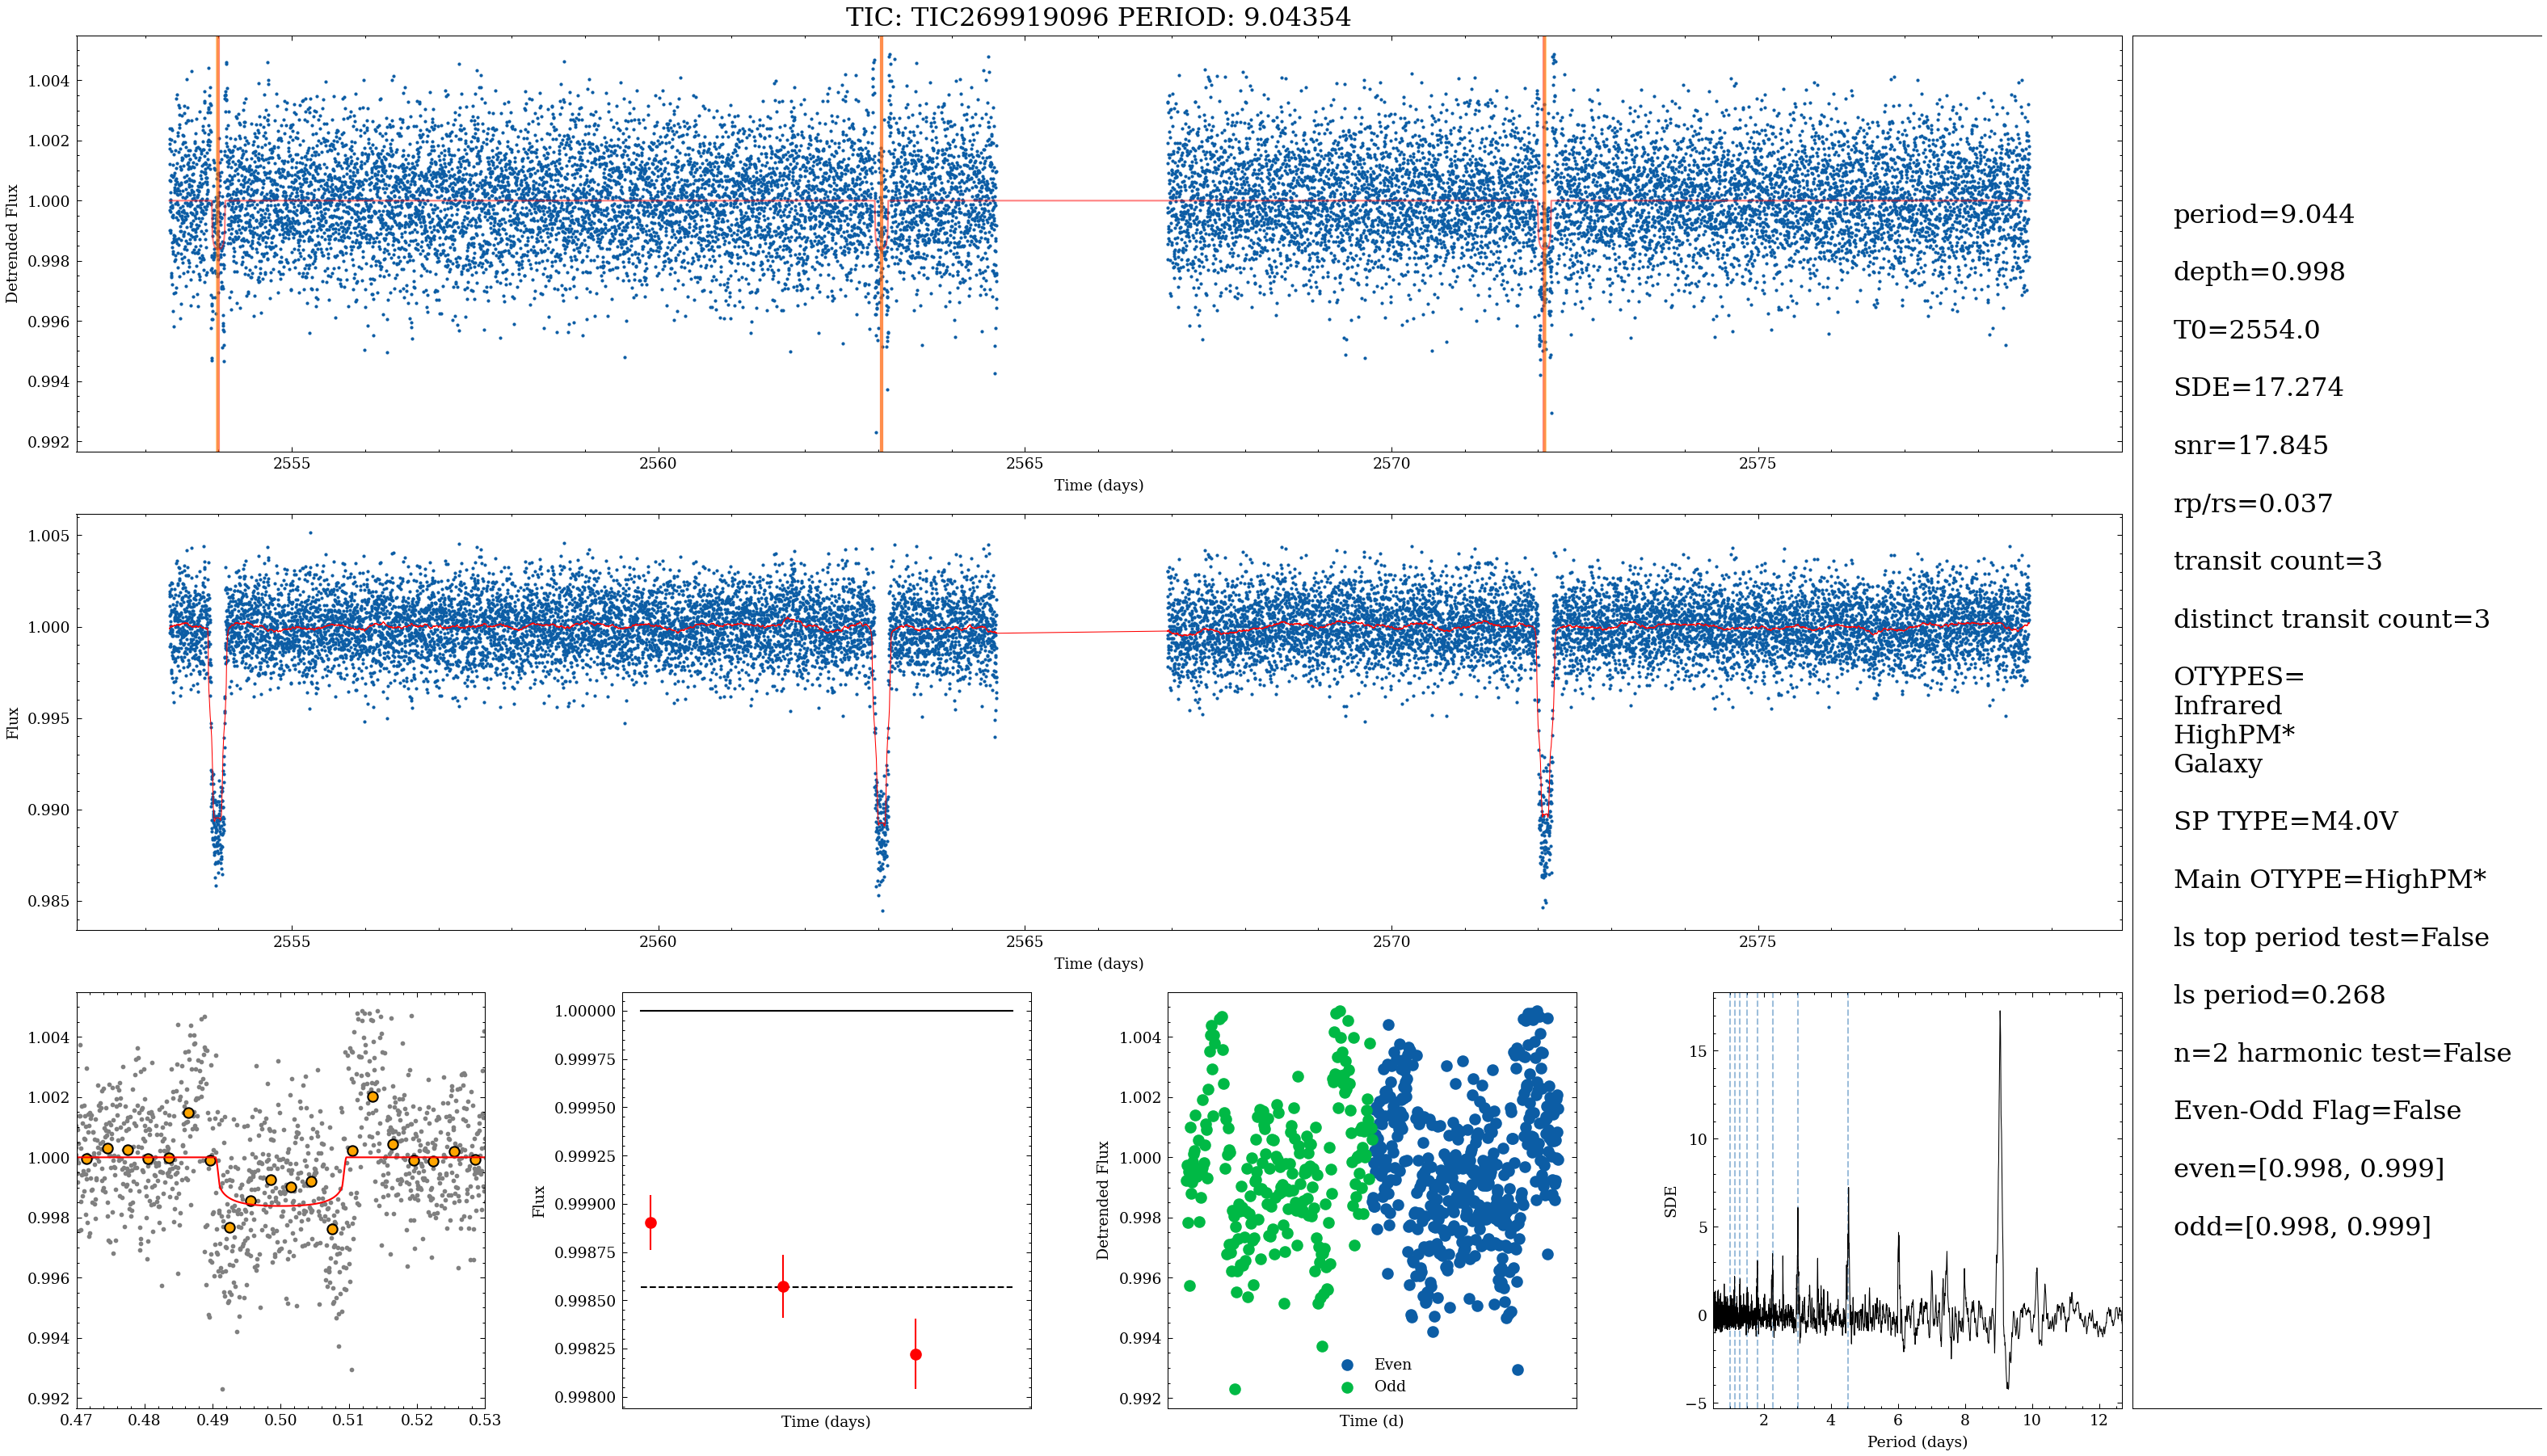 TIC: TIC269919096 PERIOD: 9.04354
1.004
1.002
1.000
0.998
0.996
0.994
0.992
Detrended Flux
2555
2560
2565
2570
2575
Time (days)
1.005
1.000
0.995
0.990
0.985
Flux
2555
2560
2565
2570
2575
Time (days)
1.004
1.002
1.000
0.998
0.996
0.994
0.992
0.47
0.48
0.49
0.50
0.51
0.52
0.53
1.00000
0.99975
0.99950
0.99925
0.99900
0.99875
0.99850
0.99825
0.99800
Flux
Time (days)
1.004
1.002
1.000
0.998
0.996
0.994
0.992
Detrended Flux
Even
Odd
Time (d)
15
10
5
0
−5
SDE
2
4
6
8
10
12
Period (days)
period=9.044
depth=0.998
T0=2554.0
SDE=17.274
snr=17.845
rp/rs=0.037
transit count=3
distinct transit count=3
OTYPES=
Infrared
HighPM*
Galaxy
SP TYPE=M4.0V
Main OTYPE=HighPM*
ls top period test=False
ls period=0.268
n=2 harmonic test=False
Even-Odd Flag=False
even=[0.998, 0.999]
odd=[0.998, 0.999]